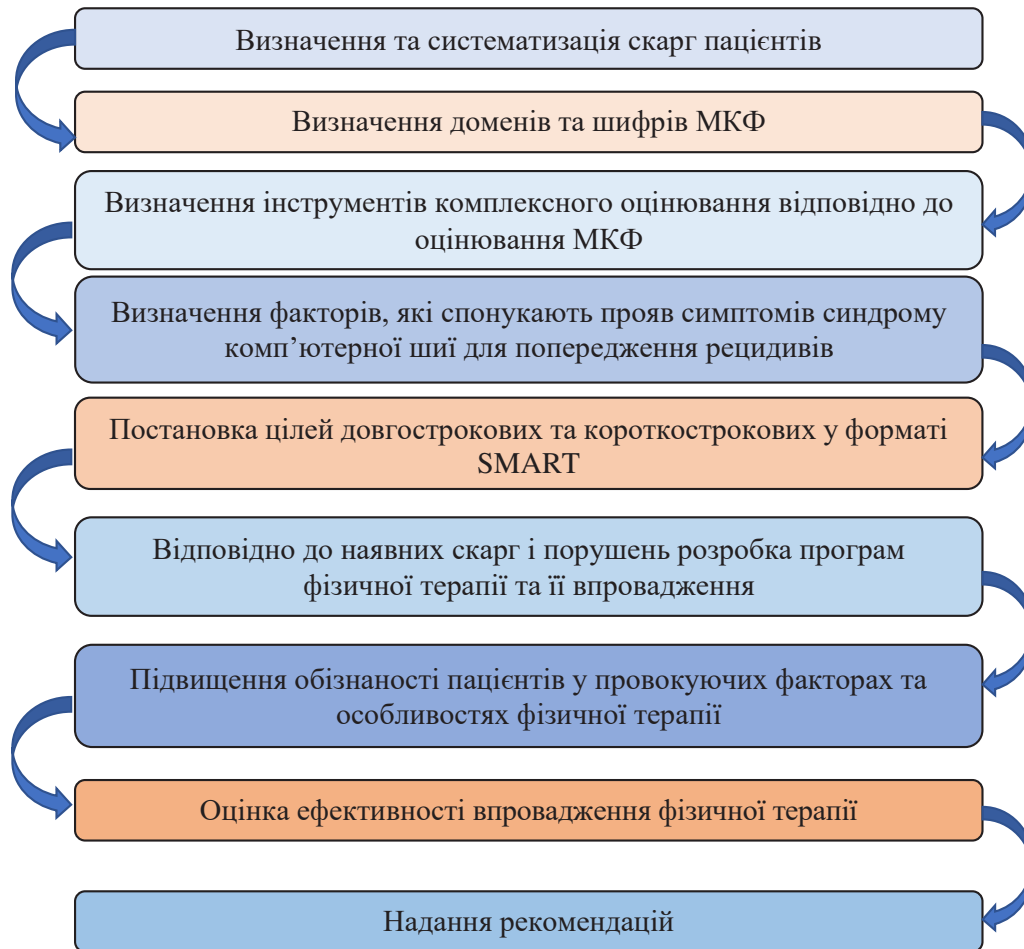 Визначення та систематизація скарг пацієнтів
Визначення доменів та шифрів МКФ
Визначення інструментів комплексного оцінювання відповідно до
оцінювання МКФ
Визначення факторів, які спонукають прояв симптомів синдрому
комп’ютерної шиї для попередження рецидивів
Постановка цілей довгострокових та короткострокових у форматі
SMART
Відповідно до наявних скарг і порушень розробка програм
фізичної терапії та її впровадження
Підвищення обізнаності пацієнтів у провокуючих факторах та
особливостях фізичної терапії
Оцінка ефективності впровадження фізичної терапії
Надання рекомендацій